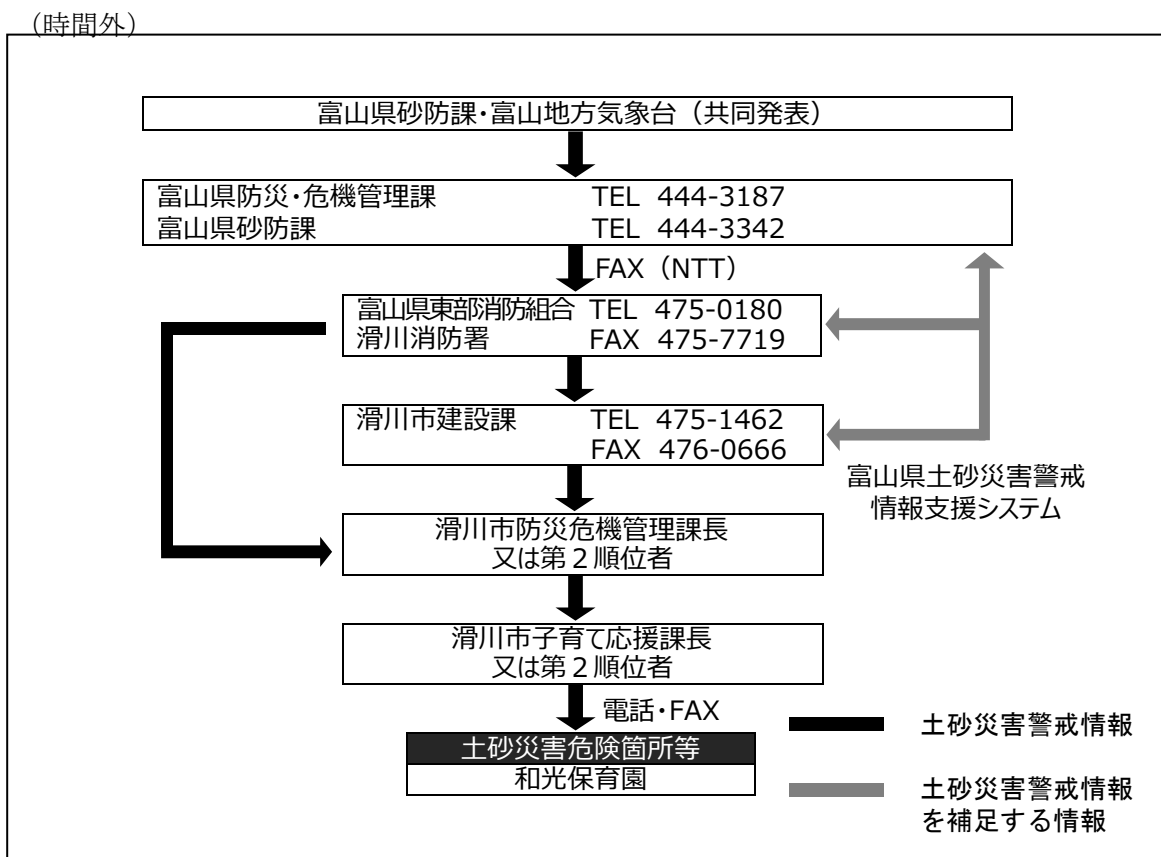 （時間外）
富山県砂防課・富山地方気象台（共同発表）
富山県防災・危機管理課 TEL 444-3187
富山県砂防課 TEL 444-3342
FAX（NTT）
富山県東部消防組合 TEL 475-0180
滑川消防署 FAX 475-7719
滑川市建設課 TEL 475-1462
FAX 476-0666
富山県土砂災害警戒
情報支援システム
滑川市防災危機管理課長
又は第２順位者
滑川市子育て応援課長
又は第２順位者
電話・FAX
土砂災害危険箇所等
和光保育園
土砂災害警戒情報
土砂災害警戒情報
を補足する情報